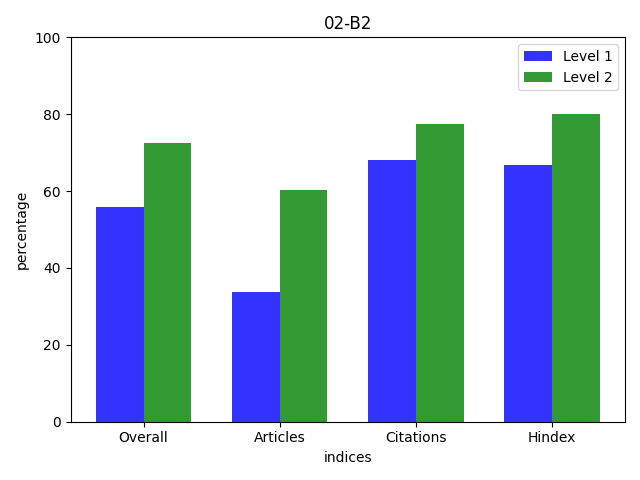 02-B2
100
80
60
40
20
0
percentage
Level 1
Level 2
Overall
Articles
Citations
Hindex
indices